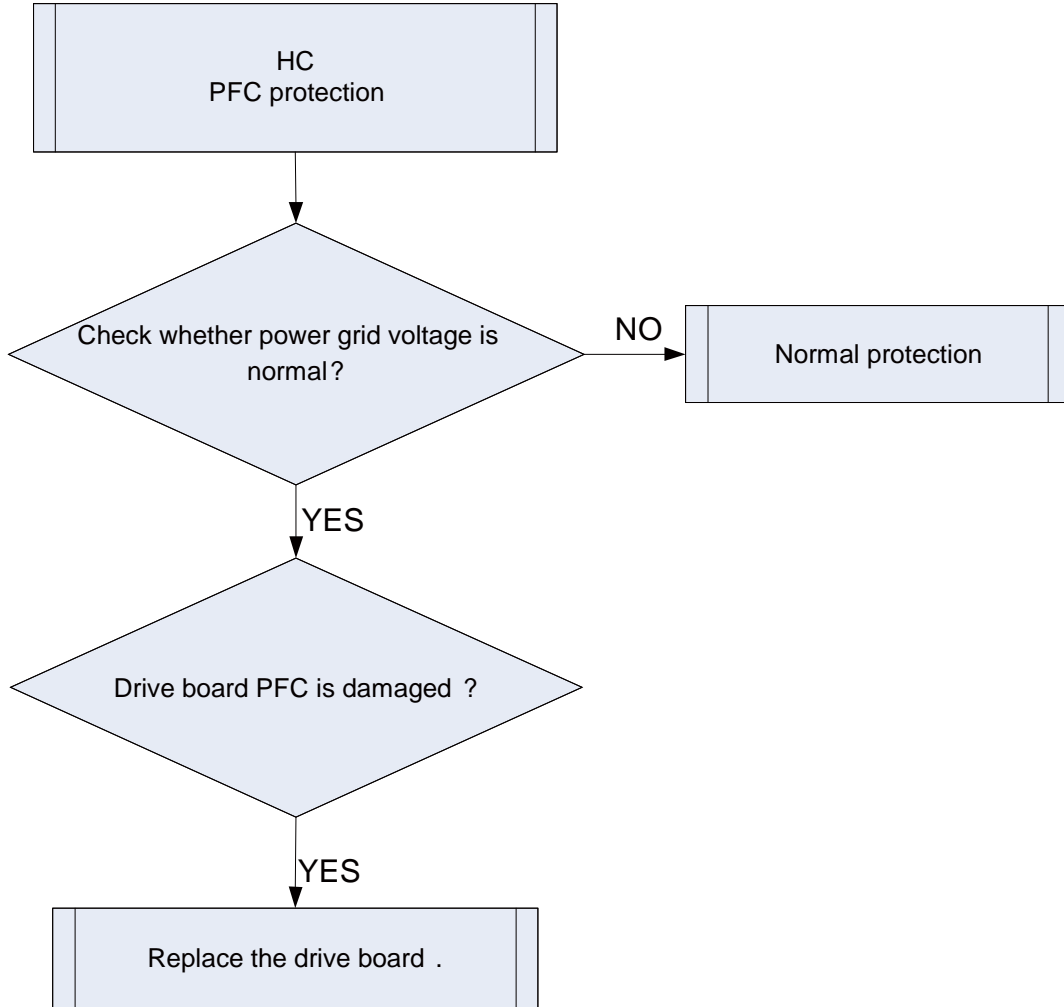 HC
PFC protection
Check whether power grid voltage is
normal?
NO
Normal protection
YES
Drive board PFC is damaged ?
YES
Replace the drive board .